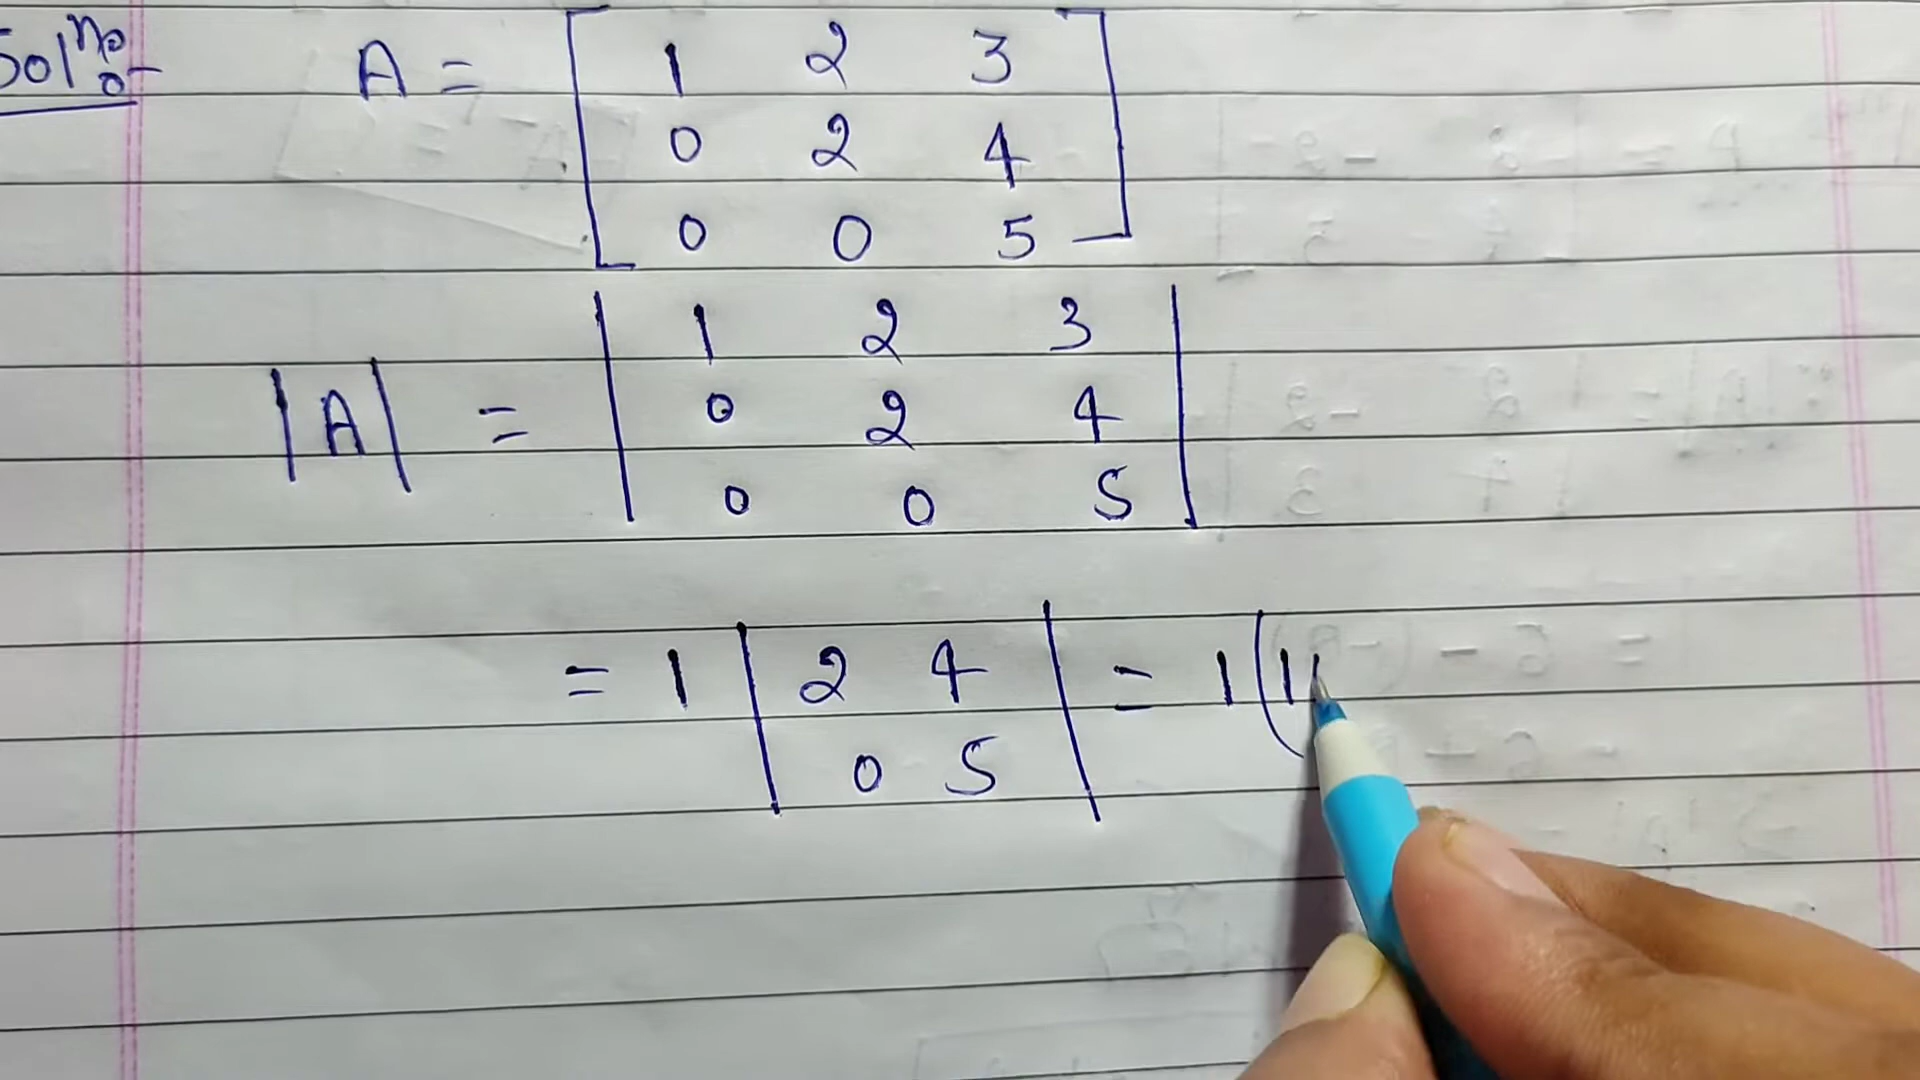 Solno:- A = [ 1 2 3
0 2 4
0 0 5 ]
|A| = | 1 2 3
0 2 4
0 0 5 |
= 1 | 2 4 | = 1(1
0 5